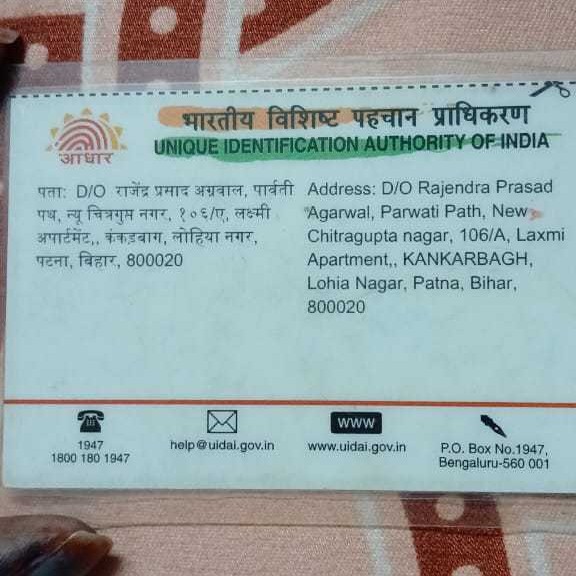 भारतीय विशिष्ट पहचान प्राधिकरण
UNIQUE IDENTIFICATION AUTHORITY OF INDIA
आधार
पता: D/O राजेंद्र प्रसाद अग्रवाल, पार्वती
पथ, न्यू चित्रगुप्त नगर, १०६/ए, लक्ष्मी
अपार्टमेंट,, कंकड़बाग, लोहिया नगर,
पटना, बिहार, 800020
Address: D/O Rajendra Prasad
Agarwal, Parwati Path, New
Chitragupta nagar, 106/A, Laxmi
Apartment,, KANKARBAGH,
Lohia Nagar, Patna, Bihar,
800020
1947
1800 180 1947
help@uidai.gov.in
www
www.uidai.gov.in
P.O. Box No.1947,
Bengaluru-560 001